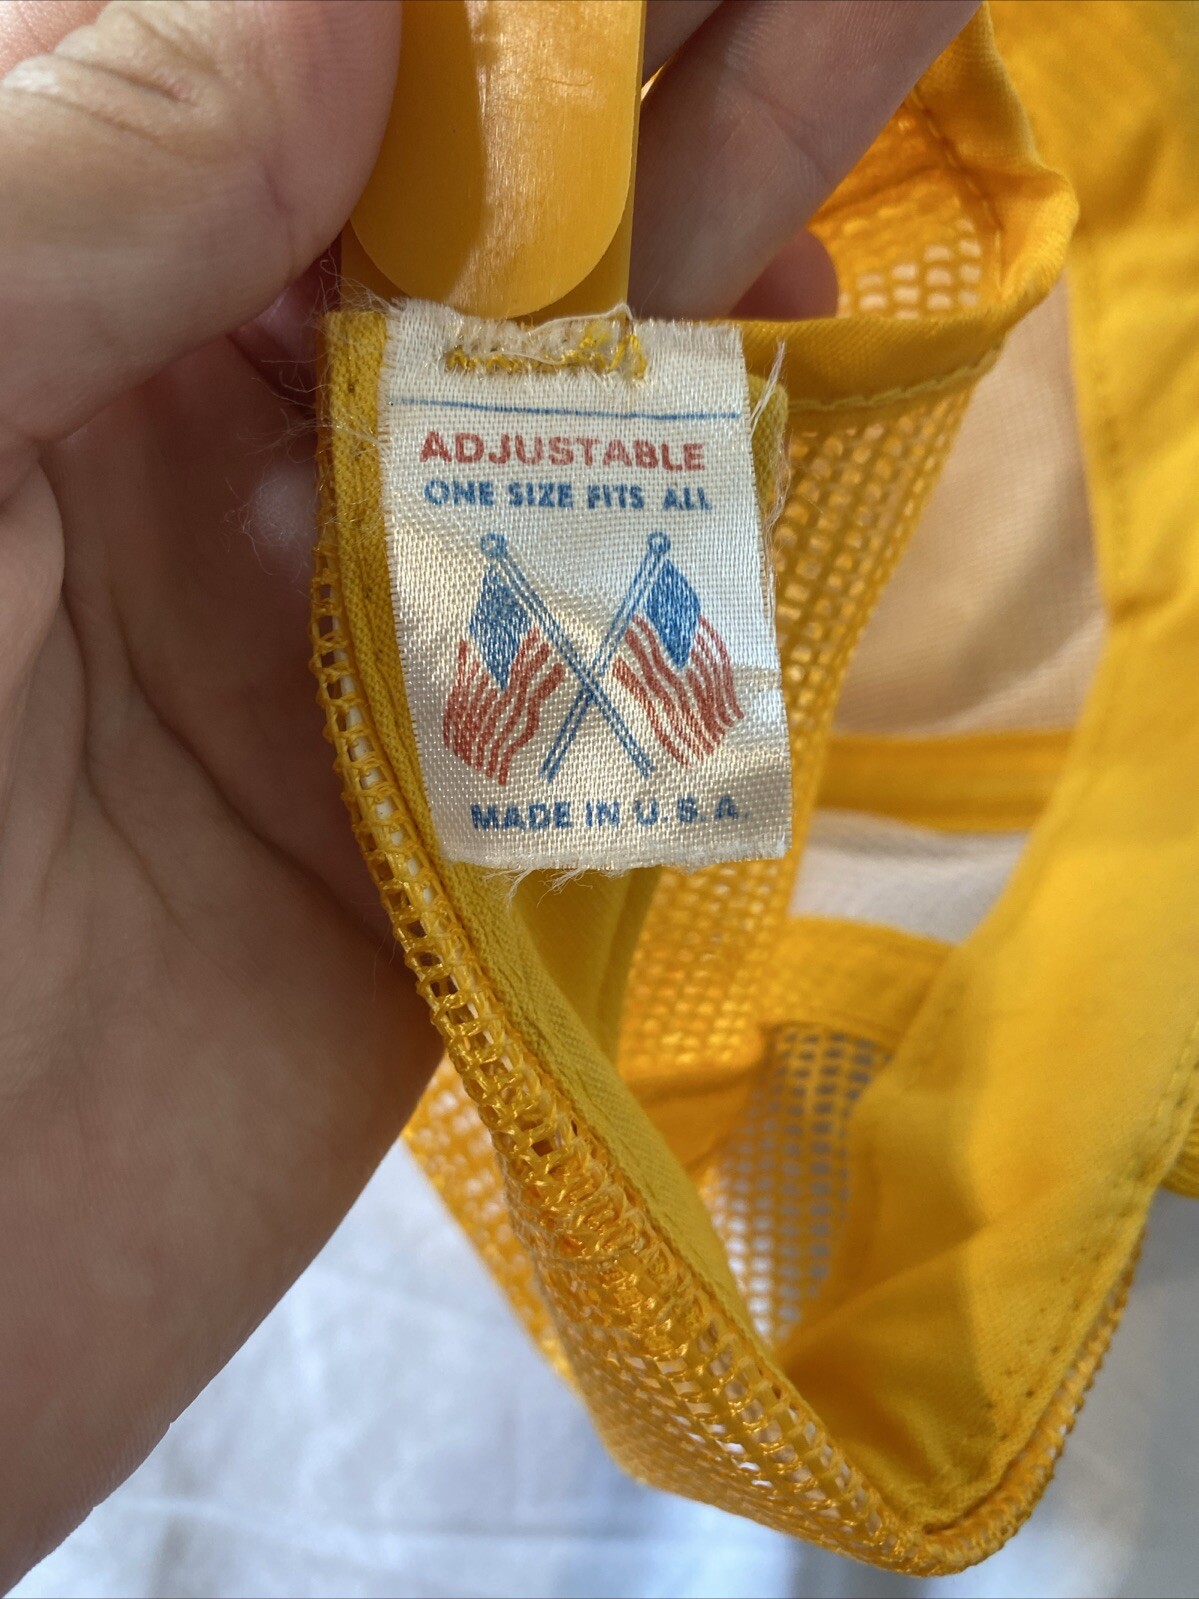 ADJUSTABLE
ONE SIZE FITS ALL
MADE IN U.S.A.